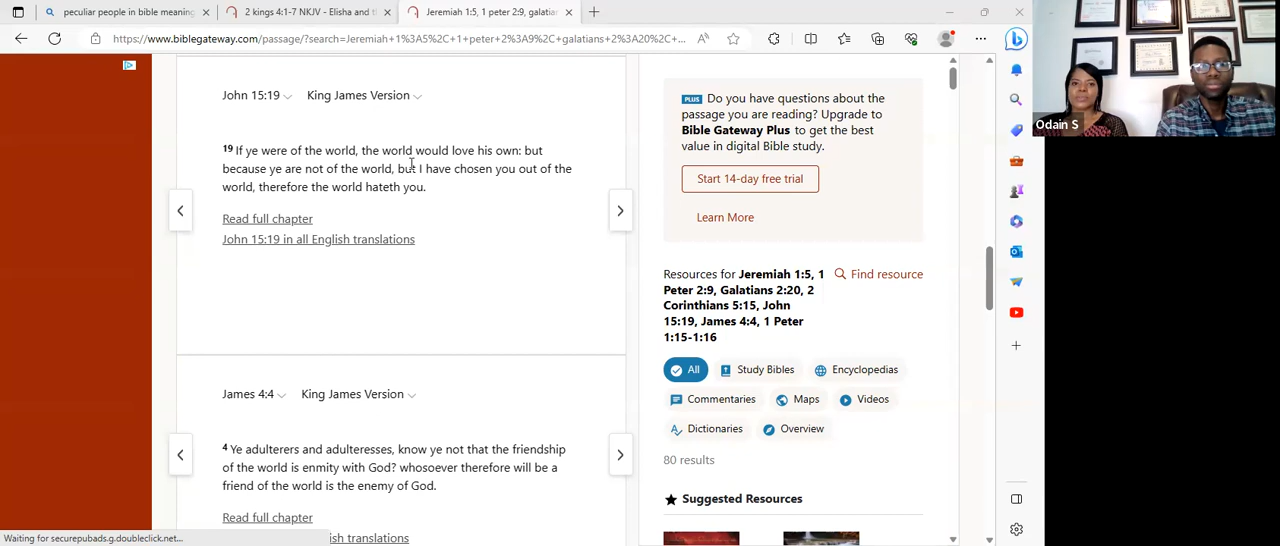 peculiar people in bible meaning
2 kings 4:1-7 NKJV - Elisha and th
Jeremiah 1:5, 1 peter 2:9, galatian
https://www.biblegateway.com/passage/?search=Jeremiah+1%3A5%2C+1+peter+2%3A9%2C+galatians+2%3A20%2C+...
Odain S
John 15:19 King James Version
19 If ye were of the world, the world would love his own: but
because ye are not of the world, but I have chosen you out of the
world, therefore the world hateth you.
Read full chapter
John 15:19 in all English translations
James 4:4 King James Version
4 Ye adulterers and adulteresses, know ye not that the friendship
of the world is enmity with God? whosoever therefore will be a
friend of the world is the enemy of God.
Read full chapter
ish translations
Waiting for securepubads.g.doubleclick.net...
PLUS Do you have questions about the
passage you are reading? Upgrade to
Bible Gateway Plus to get the best
value in digital Bible study.
Start 14-day free trial
Learn More
Resources for Jeremiah 1:5, 1
Peter 2:9, Galatians 2:20, 2
Corinthians 5:15, John
15:19, James 4:4, 1 Peter
1:15-1:16
Find resource
All Study Bibles Encyclopedias
Commentaries Maps Videos
Dictionaries Overview
80 results
Suggested Resources